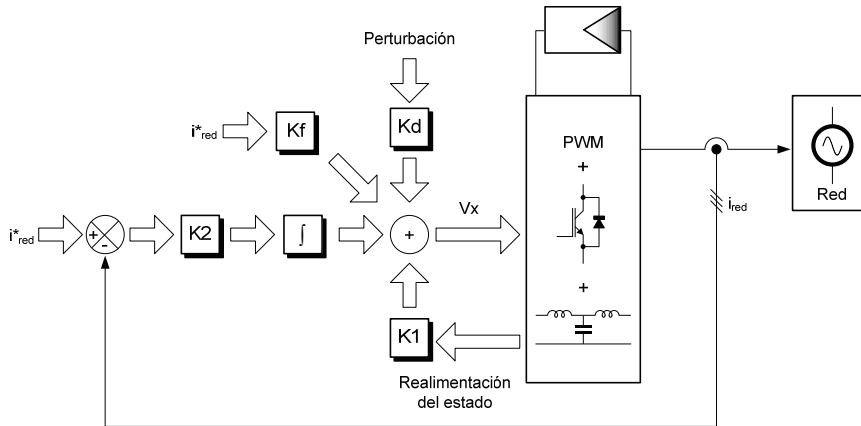 Perturbación
i*red
Kf
Kd
PWM
+
Red
i*red
+
-
K2
∫
+
Vx
ired
+
K1
Realimentación
del estado